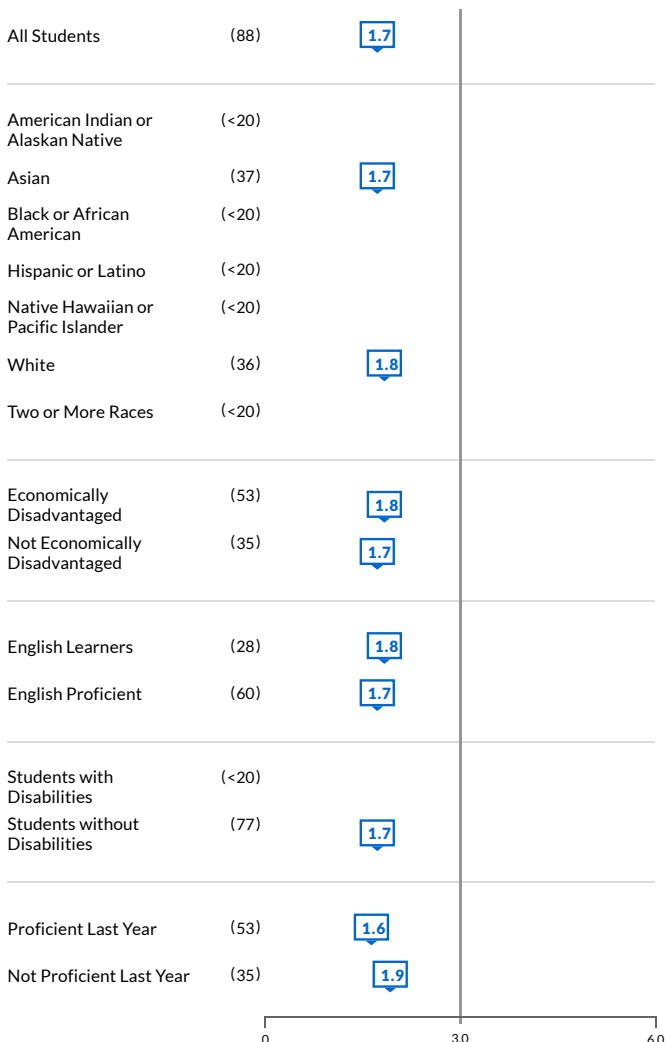 All Students (88) 1.7
American Indian or (<20)
Alaskan Native
Asian (37) 1.7
Black or African (<20)
American
Hispanic or Latino (<20)
Native Hawaiian or (<20)
Pacific Islander
White (36) 1.8
Two or More Races (<20)
Economically (53) 1.8
Disadvantaged
Not Economically (35) 1.7
Disadvantaged
English Learners (28) 1.8
English Proficient (60) 1.7
Students with (<20)
Disabilities
Students without (77) 1.7
Disabilities
Proficient Last Year (53) 1.6
Not Proficient Last Year (35) 1.9
0 3.0 6.0